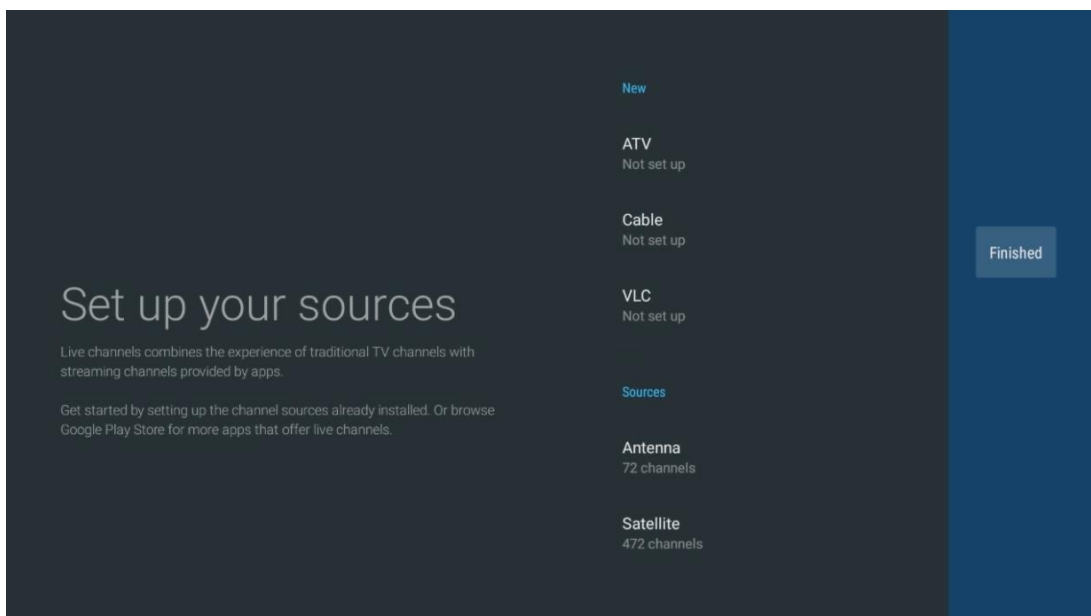 Set up your sources
Live channels combines the experience of traditional TV channels with
streaming channels provided by apps.
Get started by setting up the channel sources already installed. Or browse
Google Play Store for more apps that offer live channels.
New
ATV
Not set up
Cable
Not set up
VLC
Not set up
Sources
Antenna
72 channels
Satellite
472 channels
Finished